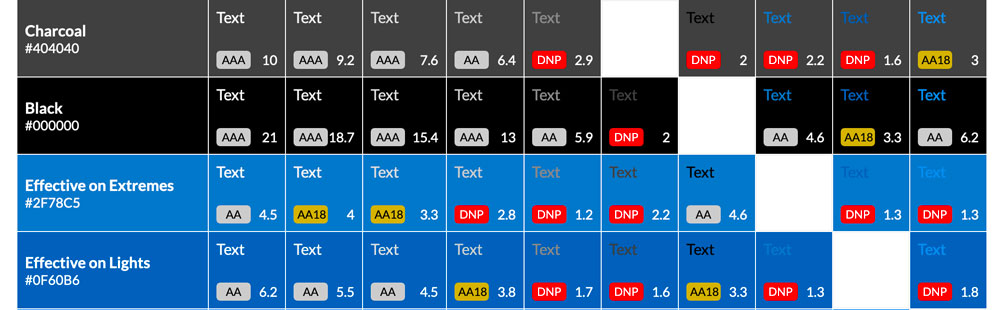 Charcoal
#404040
Text Text Text Text Text Text Text Text Text
AAA 10 AAA 9.2 AAA 7.6 AA 6.4 DNP 2.9 DNP 2 DNP 2.2 DNP 1.6 AA18 3
Black
#000000
Text Text Text Text Text Text Text Text Text
AAA 21 AAA 18.7 AAA 15.4 AAA 13 AA 5.9 DNP 2 AA 4.6 AA18 3.3 AA 6.2
Effective on Extremes
#2F78C5
Text Text Text Text Text Text Text Text Text
AA 4.5 AA18 4 AA18 3.3 DNP 2.8 DNP 1.2 DNP 2.2 AA 4.6 DNP 1.3 DNP 1.3
Effective on Lights
#0F60B6
Text Text Text Text Text Text Text Text Text
AA 6.2 AA 5.5 AA 4.5 AA18 3.8 DNP 1.7 DNP 1.6 AA18 3.3 DNP 1.3 DNP 1.8